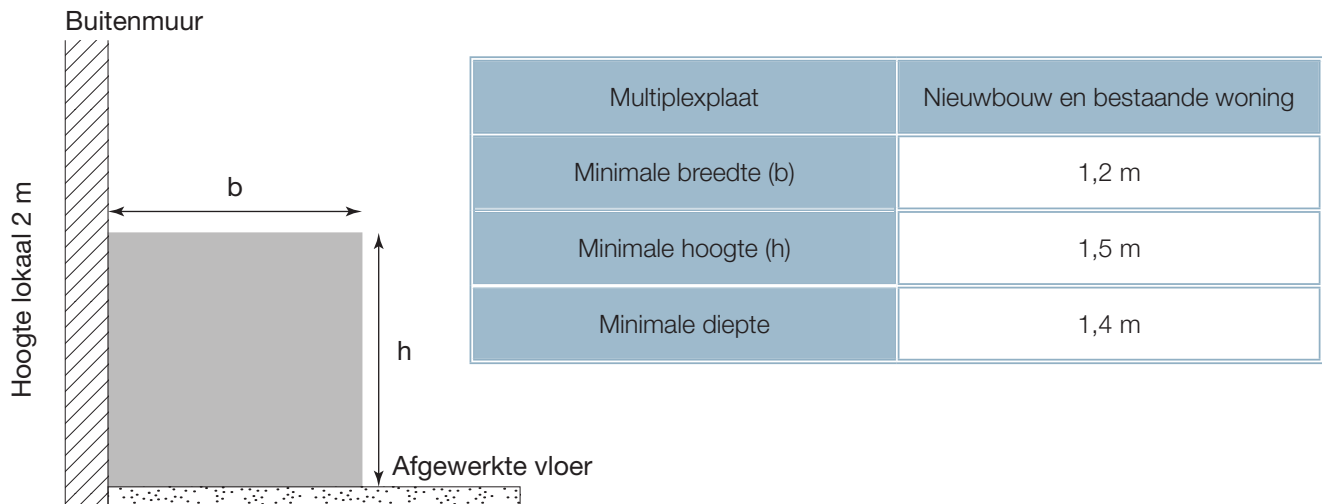 Buitenmuur
Hoogte lokaal 2 m
b
h
Afgewerkte vloer
Multiplexplaat Nieuwbouw en bestaande woning
Minimale breedte (b) 1,2 m
Minimale hoogte (h) 1,5 m
Minimale diepte 1,4 m